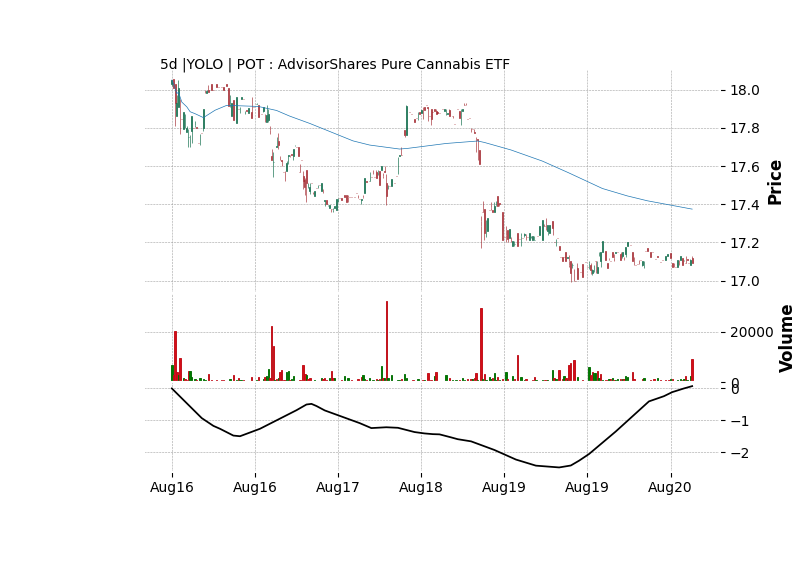 5d |YOLO | POT : AdvisorShares Pure Cannabis ETF
18.0
17.8
17.6
17.4
17.2
17.0
Price
20000
0
Volume
0
−1
−2
Aug16 Aug16 Aug17 Aug18 Aug19 Aug19 Aug20